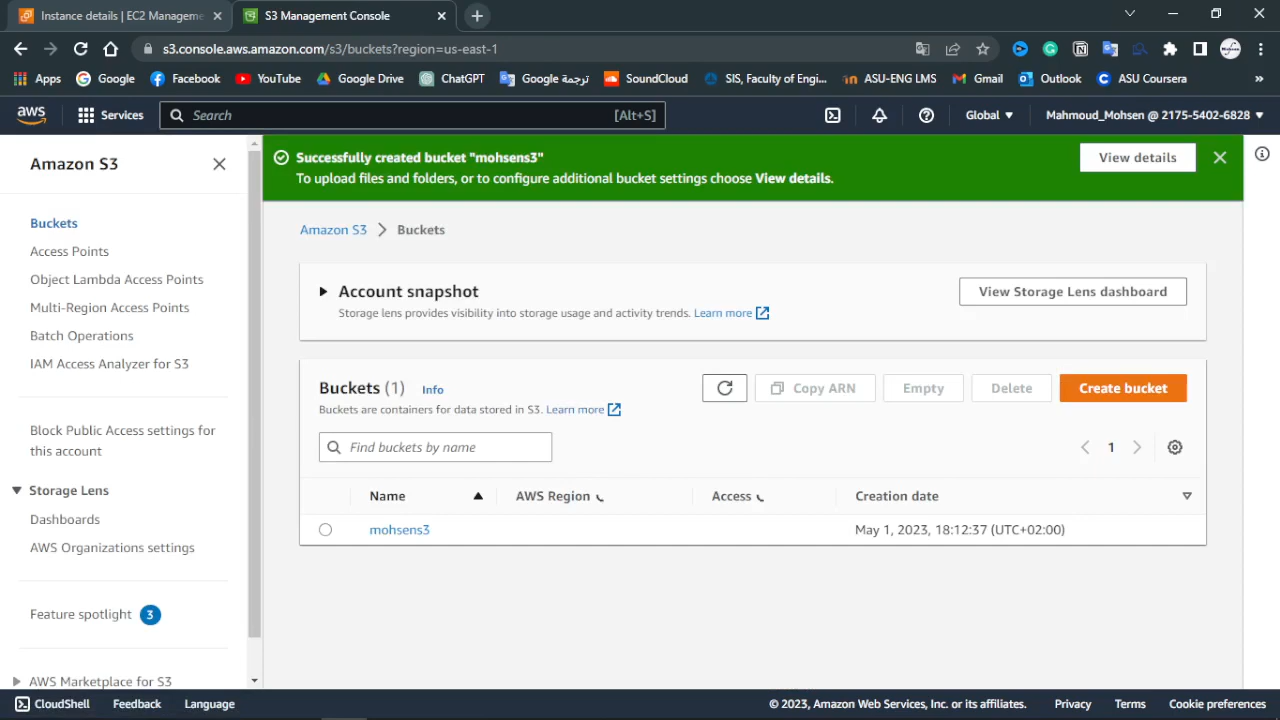 Instance details | EC2 Manageme
S3 Management Console
s3.console.aws.amazon.com/s3/buckets?region=us-east-1
Apps
Google
Facebook
YouTube
Google Drive
ChatGPT
ترجمة Google
SoundCloud
SIS, Faculty of Engi...
ASU-ENG LMS
Gmail
Outlook
ASU Coursera
»
aws
Services
Search
[Alt+S]
Global
Mahmoud_Mohsen @ 2175-5402-6828
Amazon S3
Buckets
Access Points
Object Lambda Access Points
Multi-Region Access Points
Batch Operations
IAM Access Analyzer for S3
Block Public Access settings for
this account
Storage Lens
Dashboards
AWS Organizations settings
Feature spotlight 3
AWS Marketplace for S3
Successfully created bucket "mohsens3"
To upload files and folders, or to configure additional bucket settings choose View details.
View details
Amazon S3 > Buckets
Account snapshot
Storage lens provides visibility into storage usage and activity trends. Learn more
View Storage Lens dashboard
Buckets (1) Info
Buckets are containers for data stored in S3. Learn more
Copy ARN
Empty
Delete
Create bucket
Find buckets by name
1
Name AWS Region Access Creation date
mohsens3 May 1, 2023, 18:12:37 (UTC+02:00)
CloudShell Feedback Language
© 2023, Amazon Web Services, Inc. or its affiliates. Privacy Terms Cookie preferences